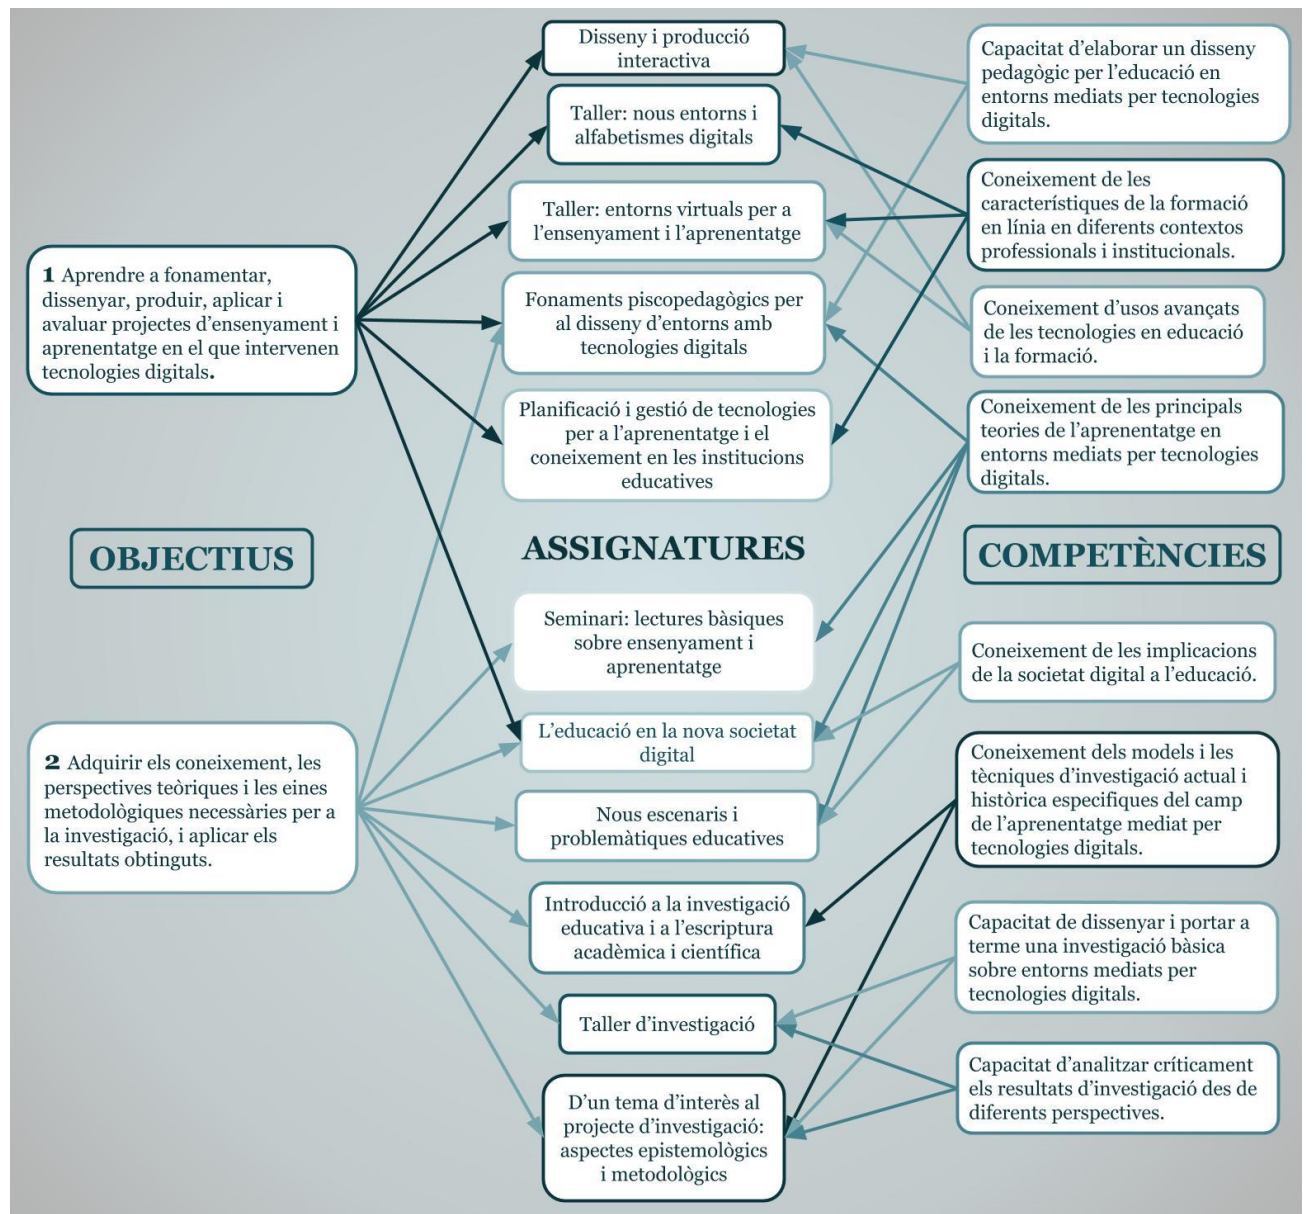 OBJECTIUS
1 Aprendre a fonamentar,
dissenyar, produir, aplicar i
avaluar projectes d'ensenyament i
aprenentatge en el que intervenen
tecnologies digitals.
2 Adquirir els coneixement, les
perspectives teòriques i les eines
metodològiques necessàries per a
la investigació, i aplicar els
resultats obtinguts.
ASSIGNATURES
Disseny i producció
interactiva
Taller: nous entorns i
alfabetismes digitals
Taller: entorns virtuals per a
l'ensenyament i l'aprenentatge
Fonaments piscopedagògics per
al disseny d'entorns amb
tecnologies digitals
Planificació i gestió de tecnologies
per a l'aprenentatge i el
coneixement en les institucions
educatives
Seminari: lectures bàsiques
sobre ensenyament i
aprenentatge
L'educació en la nova societat
digital
Nous escenaris i
problemàtiques educatives
Introducció a la investigació
educativa i a l'escriptura
acadèmica i científica
Taller d'investigació
D'un tema d'interès al
projecte d'investigació:
aspectes epistemològics
i metodològics
COMPETÈNCIES
Capacitat d'elaborar un disseny
pedagògic per l'educació en
entorns mediats per tecnologies
digitals.
Coneixement de les
característiques de la formació
en línia en diferents contextos
professionals i institucionals.
Coneixement d'usos avançats
de les tecnologies en educació
i la formació.
Coneixement de les principals
teories de l'aprenentatge en
entorns mediats per tecnologies
digitals.
Coneixement de les implicacions
de la societat digital a l'educació.
Coneixement dels models i les
tècniques d'investigació actual i
històrica especifiques del camp
de l'aprenentatge mediat per
tecnologies digitals.
Capacitat de dissenyar i portar a
terme una investigació bàsica
sobre entorns mediats per
tecnologies digitals.
Capacitat d'analitzar críticament
els resultats d'investigació des de
diferents perspectives.